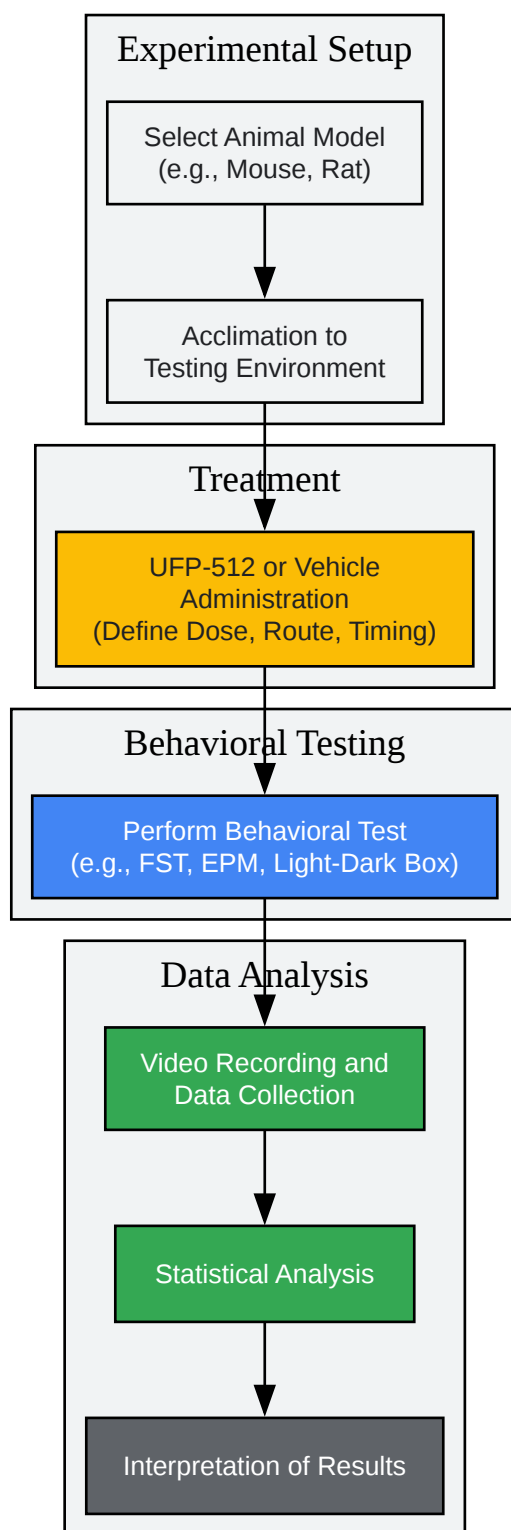 Experimental Setup
Select Animal Model
(e.g., Mouse, Rat)
Acclimation to
Testing Environment
Treatment
UFP-512 or Vehicle
Administration
(Define Dose, Route, Timing)
Behavioral Testing
Perform Behavioral Test
(e.g., FST, EPM, Light-Dark Box)
Data Analysis
Video Recording and
Data Collection
Statistical Analysis
Interpretation of Results